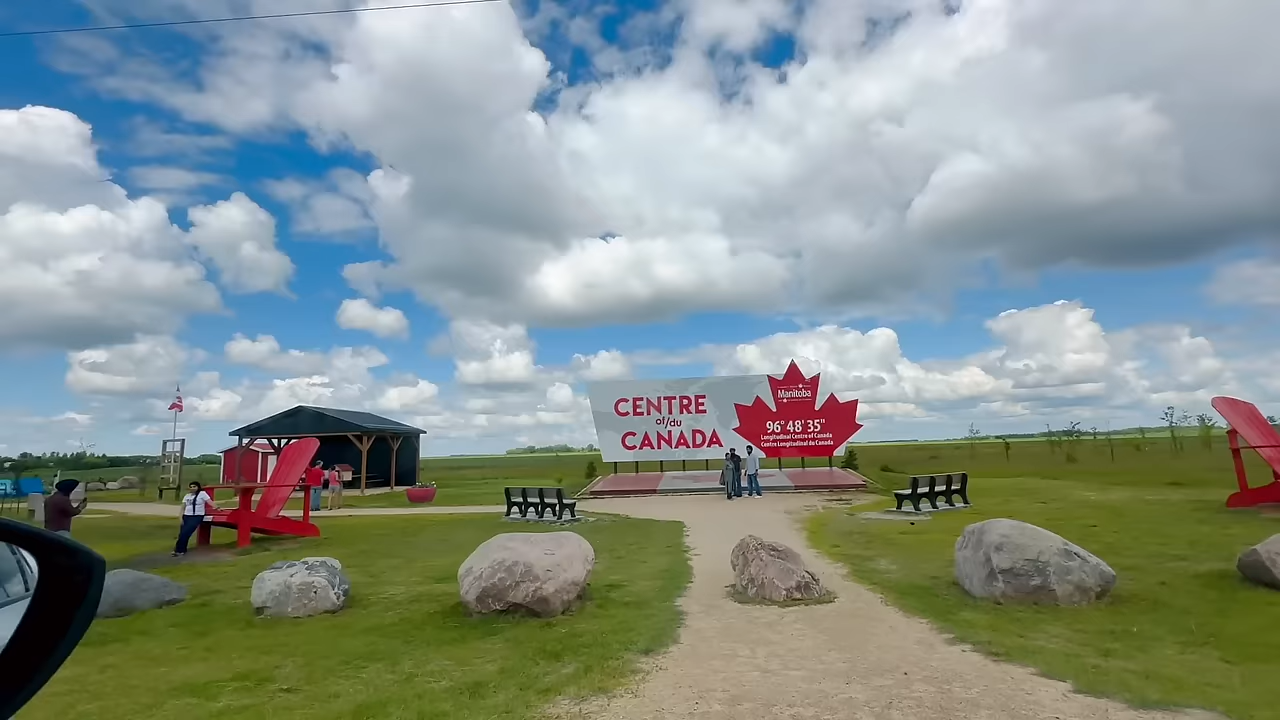 CENTRE
of/du
CANADA
Manitoba
96° 48' 35"
Longitudinal Centre of Canada
Centre Longitudinal du Canada